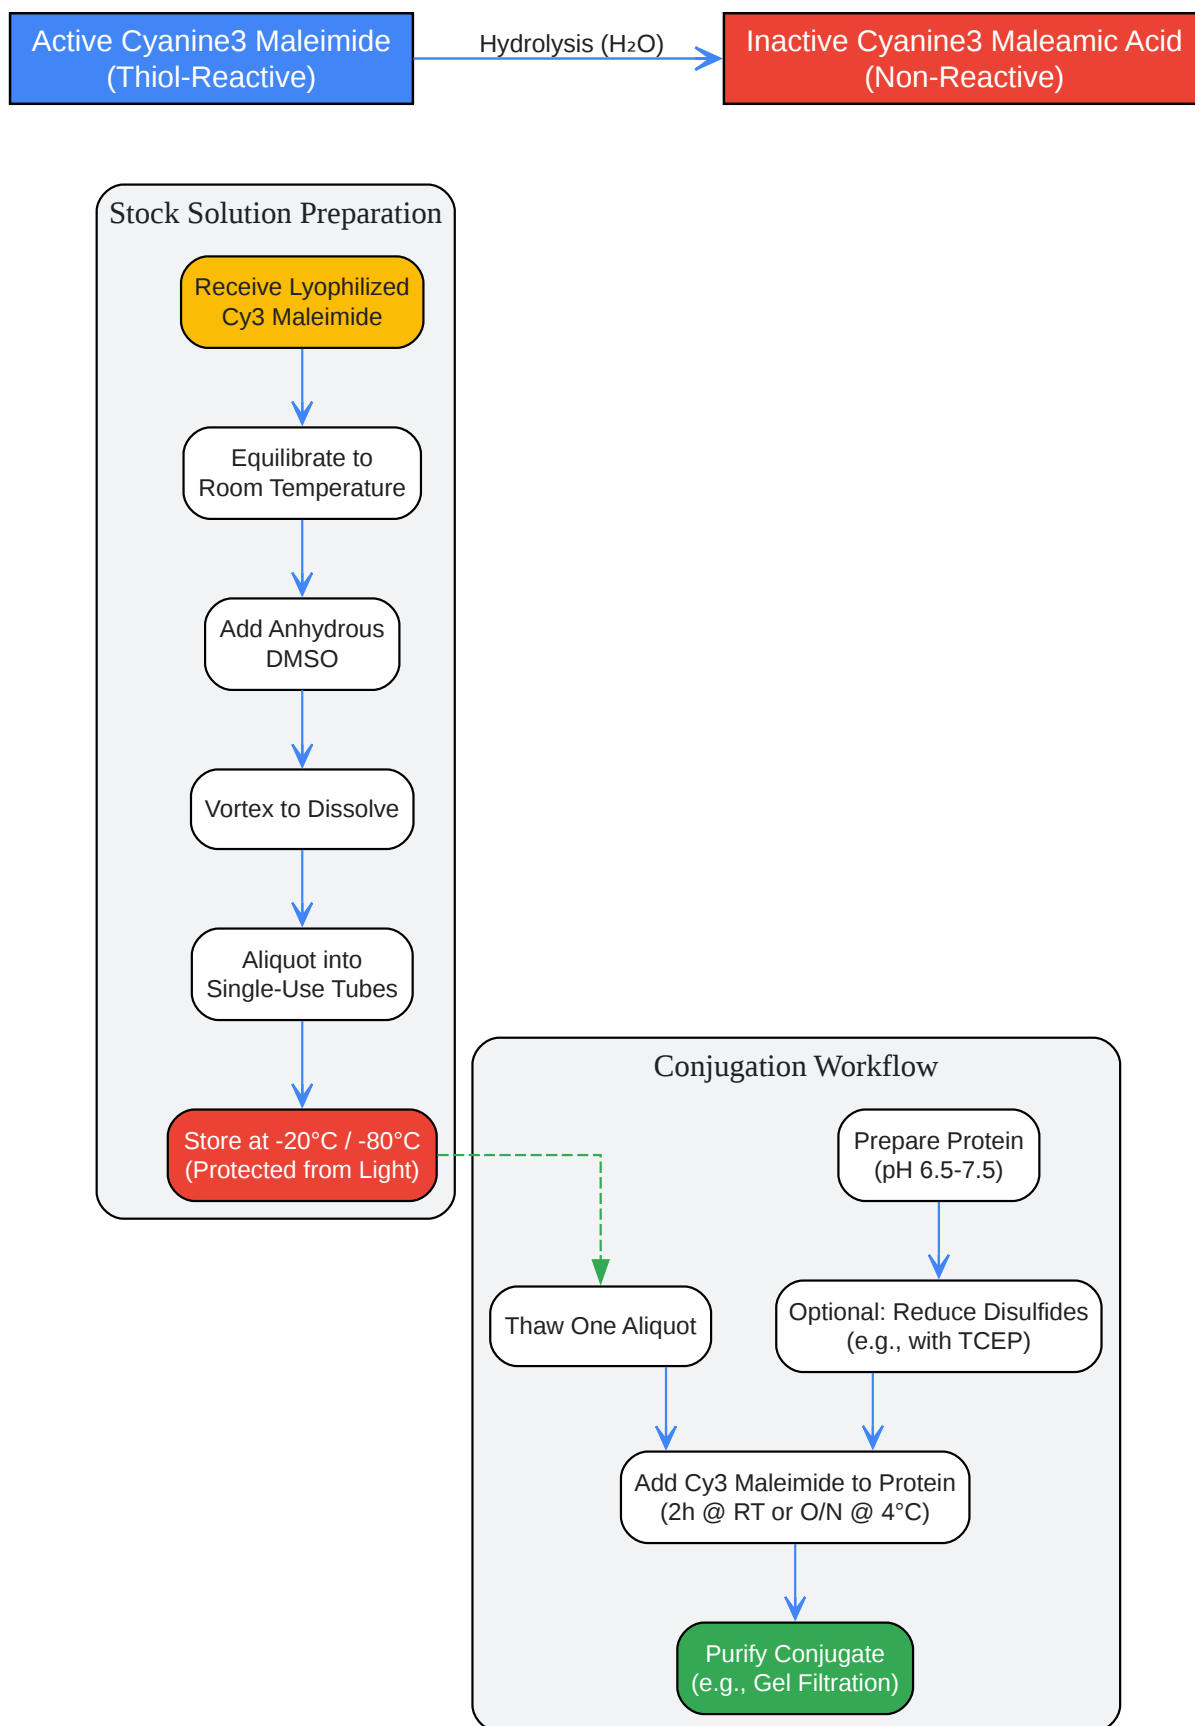 Active Cyanine3 Maleimide
(Thiol-Reactive)
Hydrolysis (H₂O)
Inactive Cyanine3 Maleamic Acid
(Non-Reactive)
Stock Solution Preparation
Receive Lyophilized
Cy3 Maleimide
Equilibrate to
Room Temperature
Add Anhydrous
DMSO
Vortex to Dissolve
Aliquot into
Single-Use Tubes
Store at -20°C / -80°C
(Protected from Light)
Conjugation Workflow
Prepare Protein
(pH 6.5-7.5)
Thaw One Aliquot
Optional: Reduce Disulfides
(e.g., with TCEP)
Add Cy3 Maleimide to Protein
(2h @ RT or O/N @ 4°C)
Purify Conjugate
(e.g., Gel Filtration)